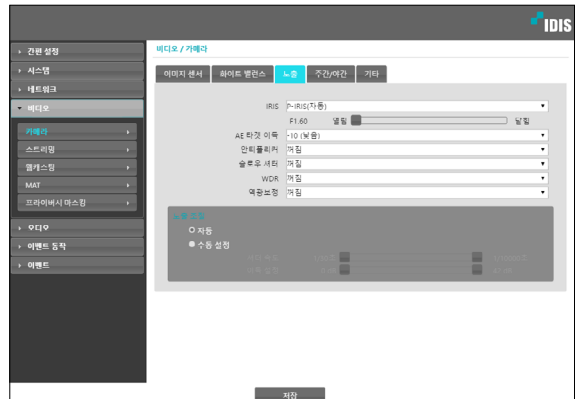 IDIS
간편 설정
시스템
네트워크
비디오
카메라
스트리밍
웹캐스팅
MAT
프라이버시 마스킹
오디오
이벤트 동작
이벤트
비디오 / 카메라
이미지 센서 화이트 밸런스 노출 주간/야간 기타
IRIS P-IRIS(자동)
F1.60 열림 닫힘
AE 타겟 이득 -10 (낮음)
안티플리커 꺼짐
슬로우 셔터 꺼짐
WDR 꺼짐
역광보정 꺼짐
노출 조절
자동
수동 설정
저장